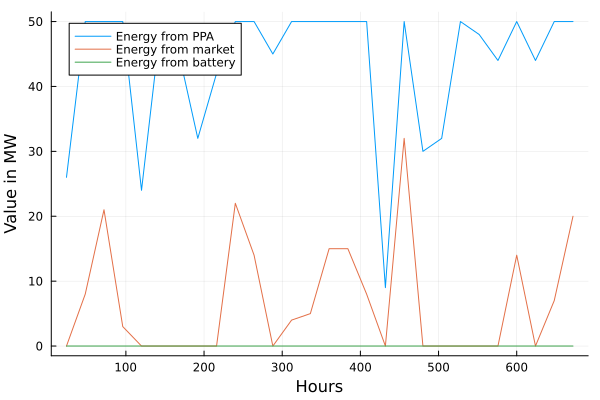 50
40
30
20
10
0
Value in MW
Energy from PPA
Energy from market
Energy from battery
100 200 300 400 500 600
Hours